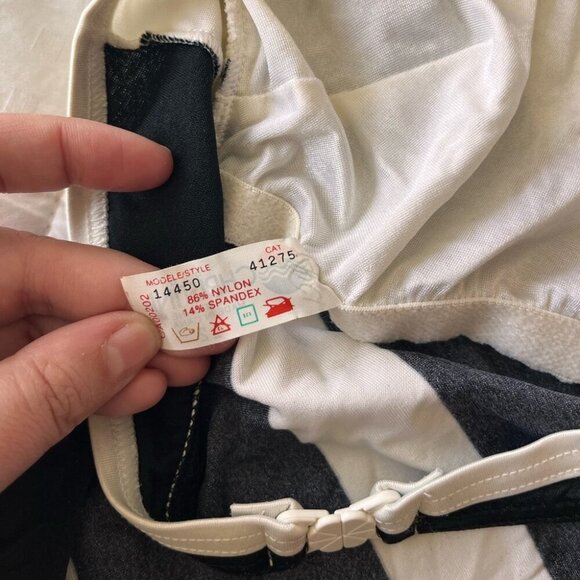 MODELE/STYLE
CAT
14450
41275
86% NYLON
14% SPANDEX